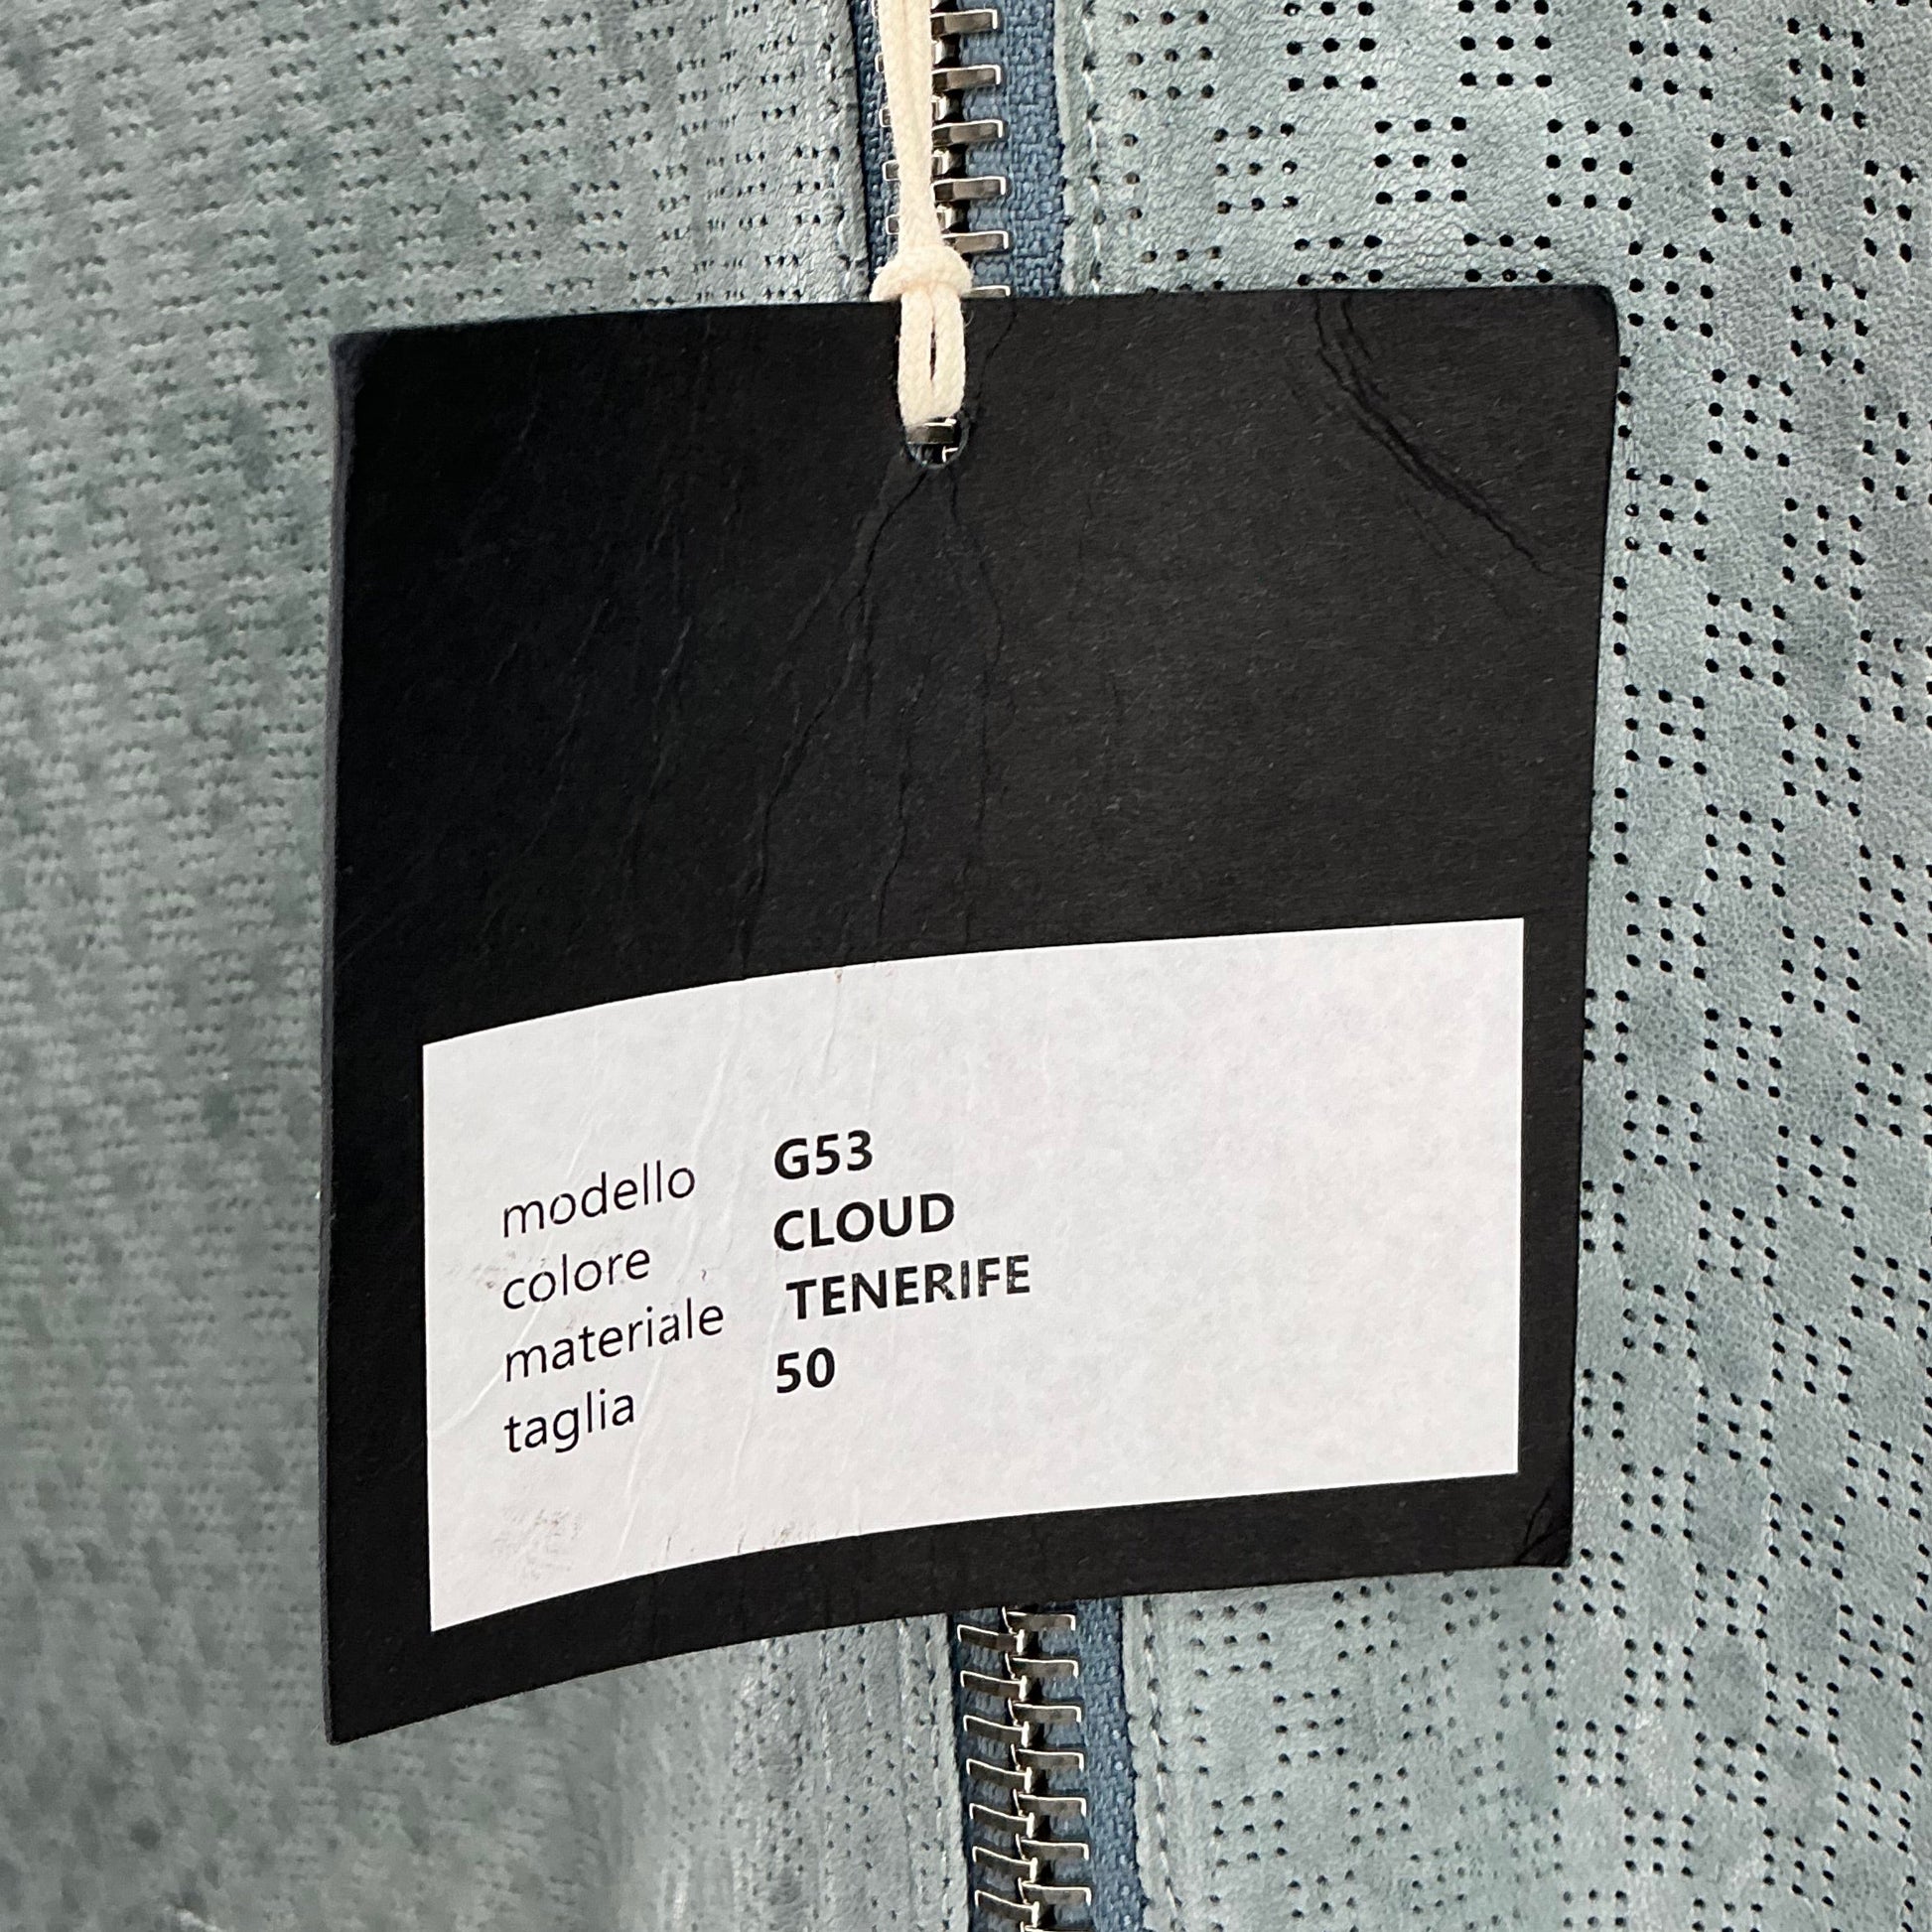 modello G53
colore CLOUD
materiale TENERIFE
taglia 50